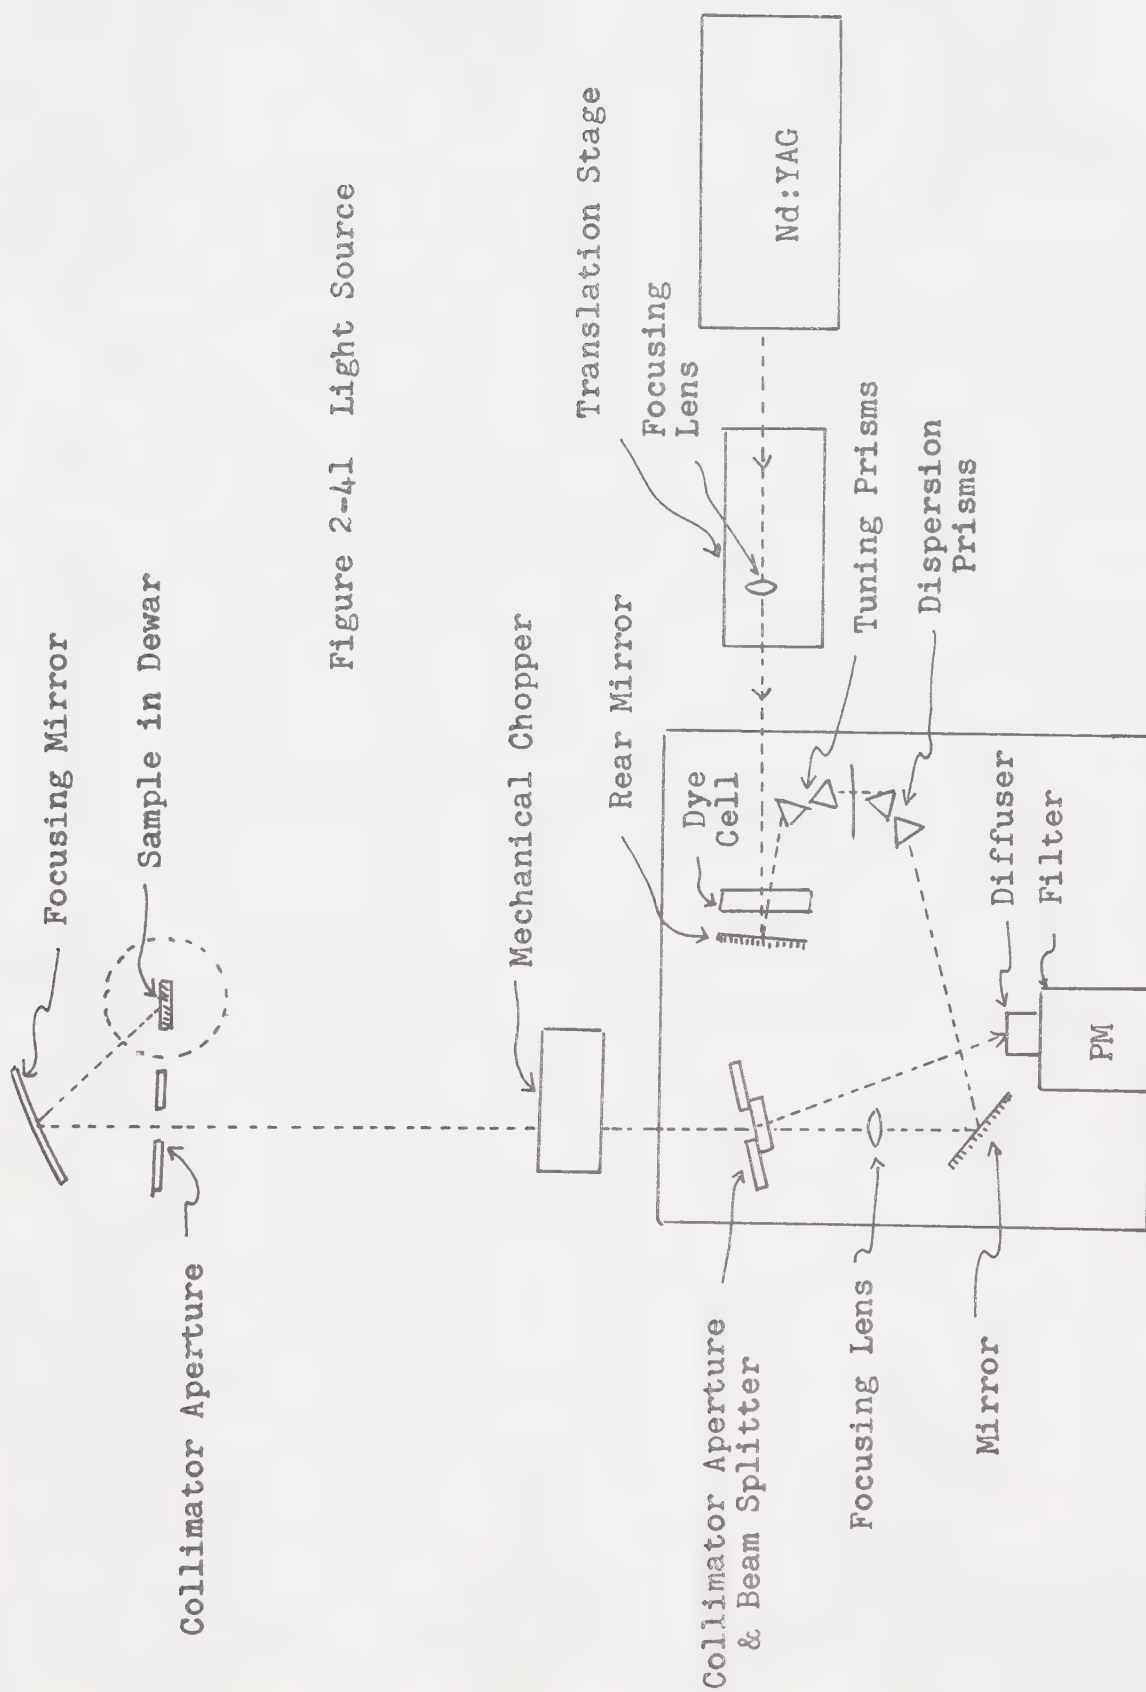 Focusing Mirror
Sample in Dewar
Collimator Aperture
Figure 2-41 Light Source
Mechanical Chopper
Translation Stage
Focusing
Lens
Nd:YAG
Rear Mirror
Dye
Cell
Tuning Prisms
Dispersion
Prisms
Collimator Aperture
& Beam Splitter
Focusing Lens
Mirror
Diffuser
Filter
PM